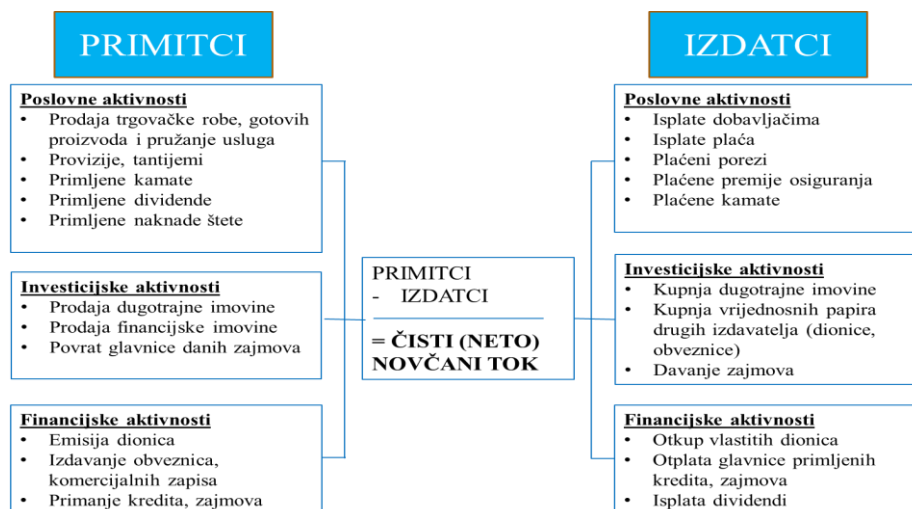 PRIMITCI
IZDATCI
Poslovne aktivnosti
• Prodaja trgovačke robe, gotovih
proizvoda i pružanje usluga
• Provizije, tantijemi
• Primljene kamate
• Primljene dividende
• Primljene naknade štete
Investicijske aktivnosti
• Prodaja dugotrajne imovine
• Prodaja financijske imovine
• Povrat glavnice danih zajmova
Financijske aktivnosti
• Emisija dionica
• Izdavanje obveznica,
komercijalnih zapisa
• Primanje kredita, zajmova
PRIMITCI
- IZDATCI
= ČISTI (NETO)
NOVČANI TOK
Poslovne aktivnosti
• Isplate dobavljačima
• Isplate plaća
• Plaćeni porezi
• Plaćene premije osiguranja
• Plaćene kamate
Investicijske aktivnosti
• Kupnja dugotrajne imovine
• Kupnja vrijednosnih papira
drugih izdavatelja (dionice,
obveznice)
• Davanje zajmova
Financijske aktivnosti
• Otkup vlastitih dionica
• Otplata glavnice primljenih
kredita, zajmova
• Isplata dividendi